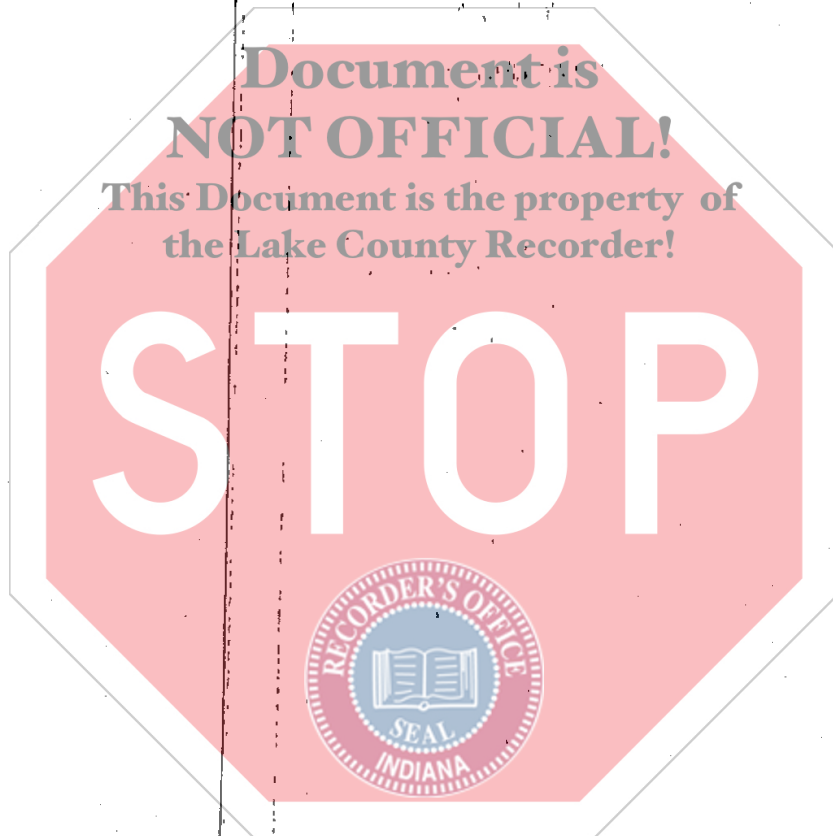 Document is
NOT OFFICIAL!
This Document is the property of
the Lake County Recorder!
STOP
RECORDER'S OFFICE
SEAL
INDIANA